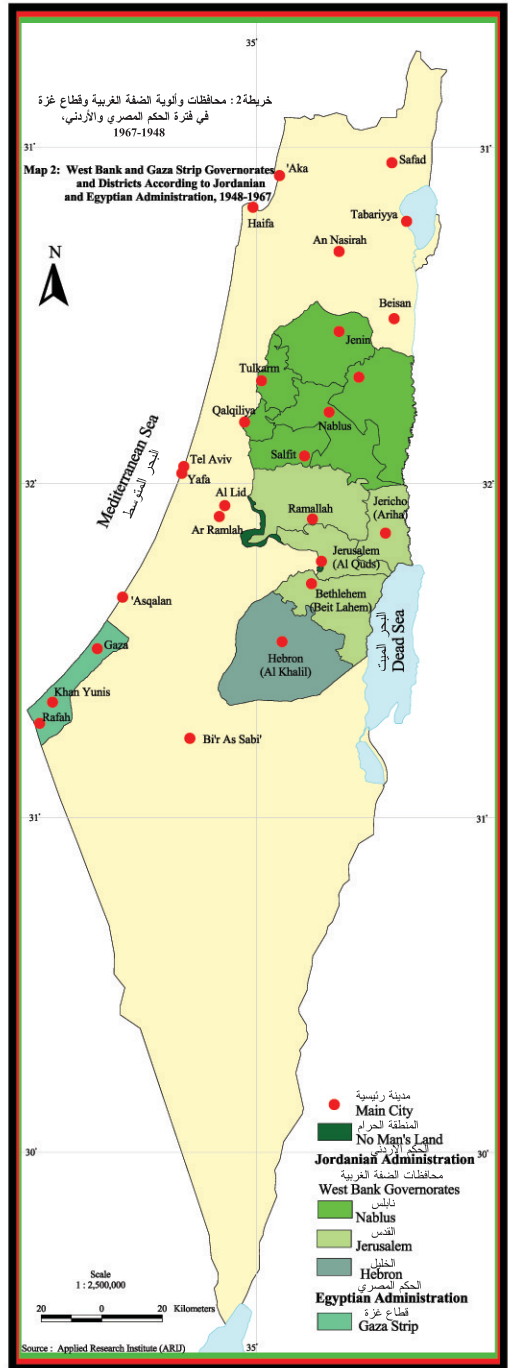 35'
خريطة2 : محافظات وألوية الضفة الغربية وقطاع غزة
في فترة الحكم المصري والأردني،
1967-1948
31'
31'
Map 2: West Bank and Gaza Strip Governorates
and Districts According to Jordanian
and Egyptian Administration, 1948-1967
'Aka
Safad
Haifa
Tabariyya
An Nasirah
N
Beisan
Jenin
Tulkarm
Qalqiliya
Nablus
Salfit
Mediterranean Sea
البحر المتوسط
Tel Aviv
Yafa
32'
32'
Al Lid
Ar Ramlah
Ramallah
Jericho
(Ariha)
Jerusalem
(Al Quds)
Bethlehem
(Beit Lahem)
'Asqalan
Gaza
Hebron
(Al Khalil)
البحر الميت
Dead Sea
Khan Yunis
Rafah
Bi'r As Sabi'
31'
31'
30'
30'
مدينة رئيسية
Main City
المنطقة الحرام
No Man's Land
الحكم الأردني
Jordanian Administration
محافظات الضفة الغربية
West Bank Governorates
نابلس
Nablus
القدس
Jerusalem
الخليل
Hebron
الحكم المصري
Egyptian Administration
قطاع غزة
Gaza Strip
Scale
1 : 2,500,000
20 0 20 Kilometers
Source : Applied Research Institute (ARIJ)
35'